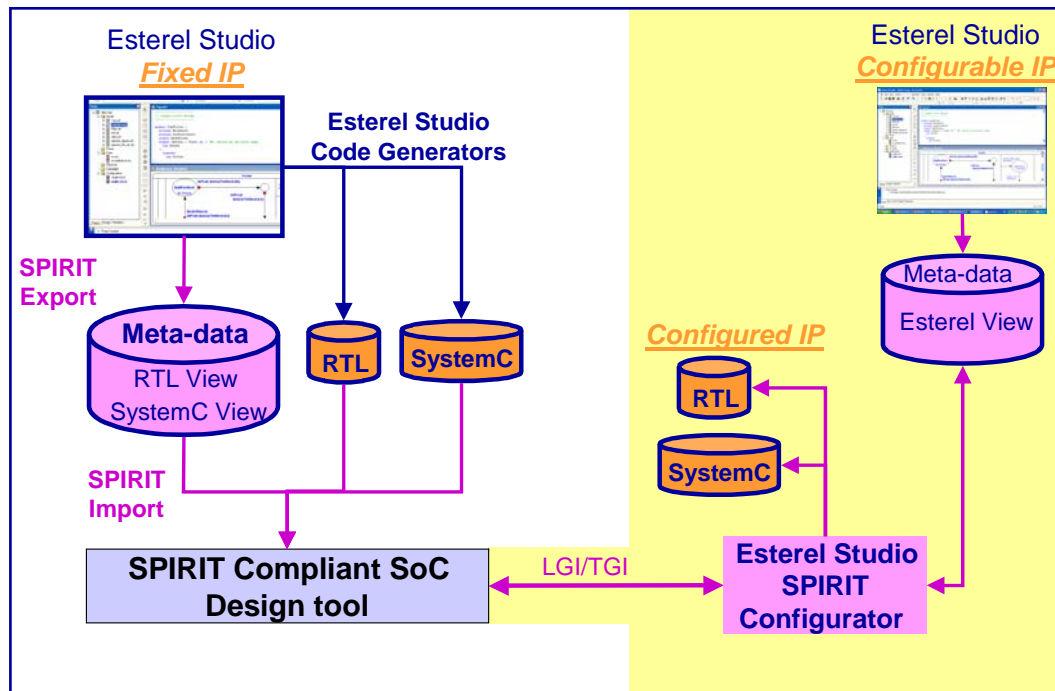 Esterel Studio
Fixed IP
Esterel Studio
Code Generators
SPIRIT
Export
Meta-data
RTL View
SystemC View
RTL
SystemC
SPIRIT
Import
SPIRIT Compliant SoC
Design tool
LGI/TGI
Esterel Studio
Configurable IP
Meta-data
Esterel View
Configured IP
RTL
SystemC
Esterel Studio
SPIRIT
Configurator